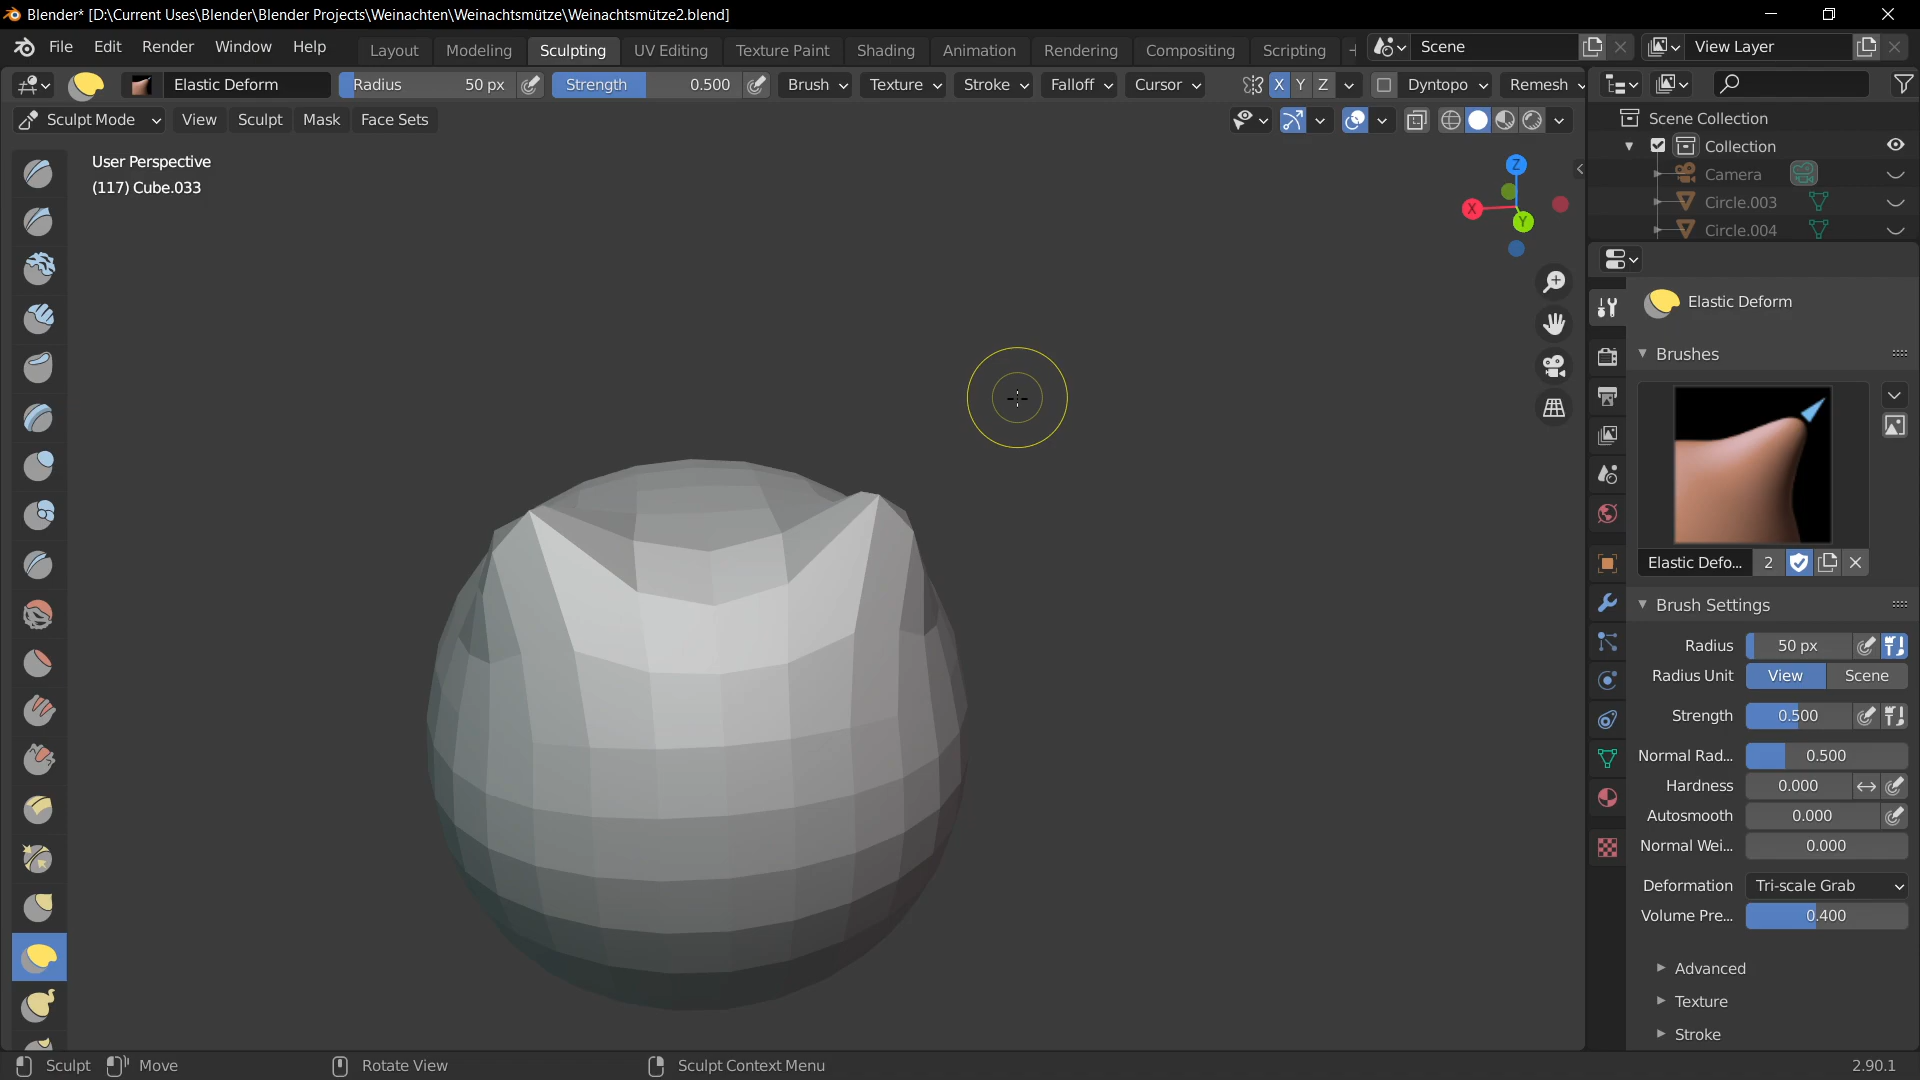 Blender* [D:\Current Uses\Blender\Blender Projects\Weinachten\Weinachtsmütze\Weinachtsmütze2.blend]
File Edit Render Window Help Layout Modeling Sculpting UV Editing Texture Paint Shading Animation Rendering Compositing Scripting + Scene View Layer
Elastic Deform Radius 50 px Strength 0.500 Brush Texture Stroke Falloff Cursor X Y Z Dyntopo Remesh
Sculpt Mode View Sculpt Mask Face Sets
User Perspective
(117) Cube.033
Z
X
Y
Scene Collection
Collection
Camera
Circle.003
Circle.004
Elastic Deform
Brushes
Elastic Defo... 2
Brush Settings
Radius 50 px
Radius Unit View Scene
Strength 0.500
Normal Rad... 0.500
Hardness 0.000
Autosmooth 0.000
Normal Wei... 0.000
Deformation Tri-scale Grab
Volume Pre... 0.400
Advanced
Texture
Stroke
Sculpt Move Rotate View Sculpt Context Menu 2.90.1